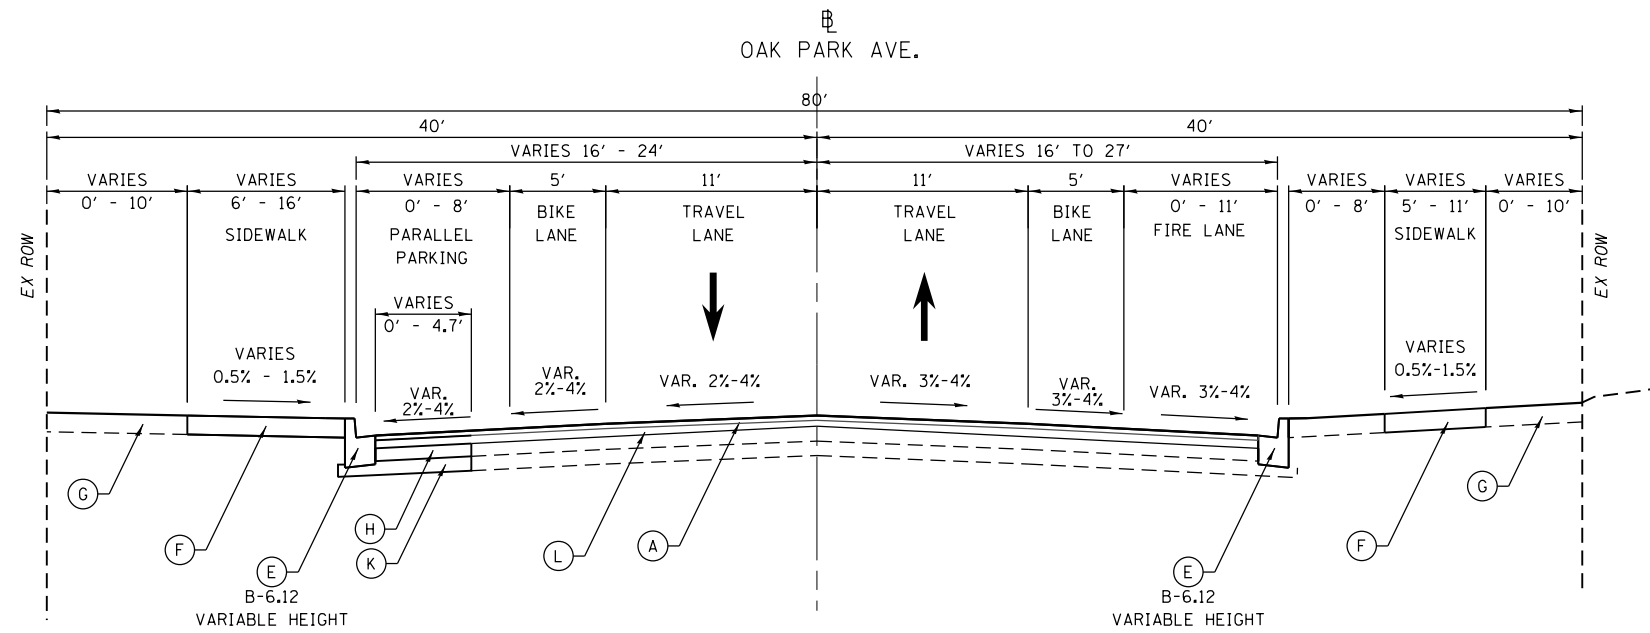 BL
OAK PARK AVE.
80'
40'
40'
VARIES 16' - 24'
VARIES 16' TO 27'
VARIES
0' - 10'
VARIES
6' - 16'
SIDEWALK
VARIES
0' - 8'
PARALLEL
PARKING
5'
BIKE
LANE
11'
TRAVEL
LANE
11'
TRAVEL
LANE
5'
BIKE
LANE
VARIES
0' - 11'
FIRE LANE
VARIES
0' - 8'
VARIES
5' - 11'
SIDEWALK
VARIES
0' - 10'
EX ROW
EX ROW
VARIES
0' - 4.7'
VARIES
0.5% - 1.5%
VAR.
2%-4%
VAR.
2%-4%
VAR. 2%-4%
VAR. 3%-4%
VAR.
3%-4%
VAR. 3%-4%
VARIES
0.5%-1.5%
G
F
E
B-6.12
VARIABLE HEIGHT
H
K
L
A
E
B-6.12
VARIABLE HEIGHT
F
G